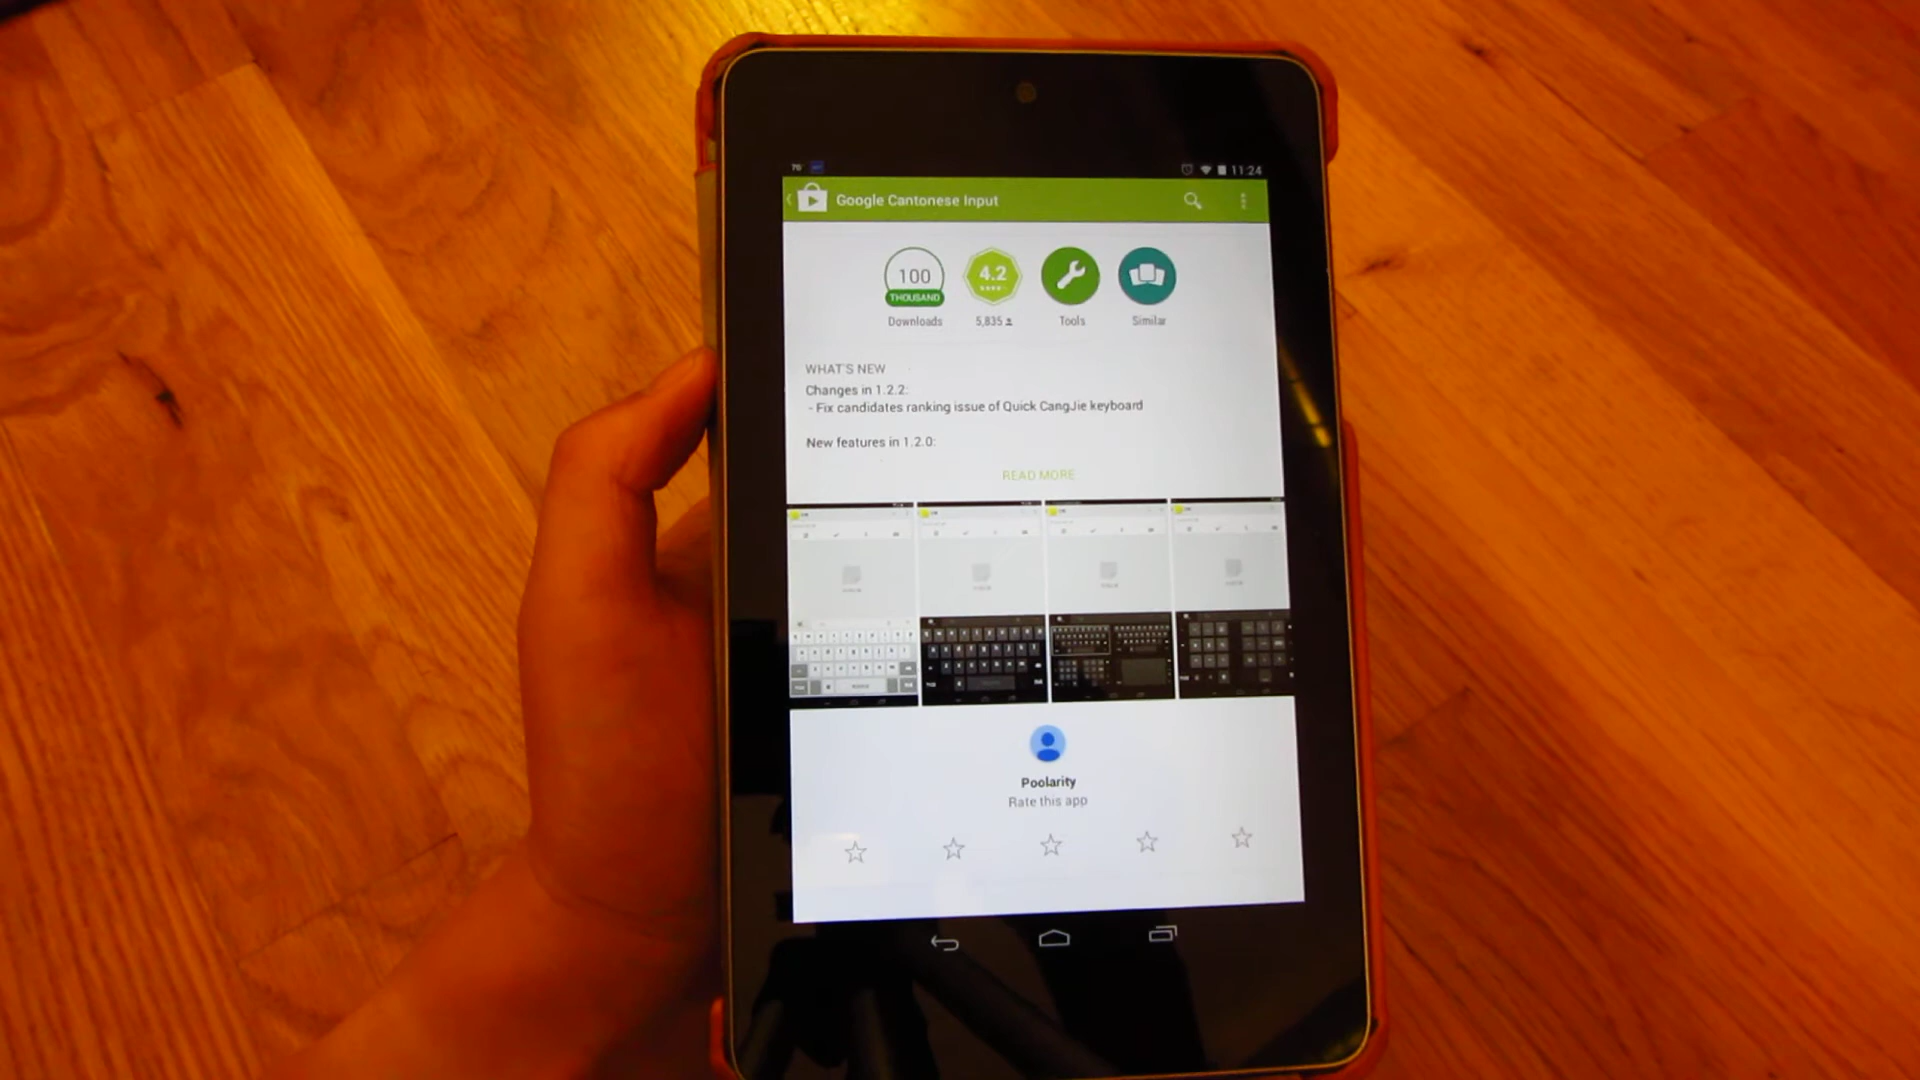 70
11:24
Google Cantonese Input
100
THOUSAND
4.2
Downloads
5,835
Tools
Similar
WHAT'S NEW
Changes in 1.2.2:
- Fix candidates ranking issue of Quick CangJie keyboard
New features in 1.2.0:
READ MORE
Poolarity
Rate this app